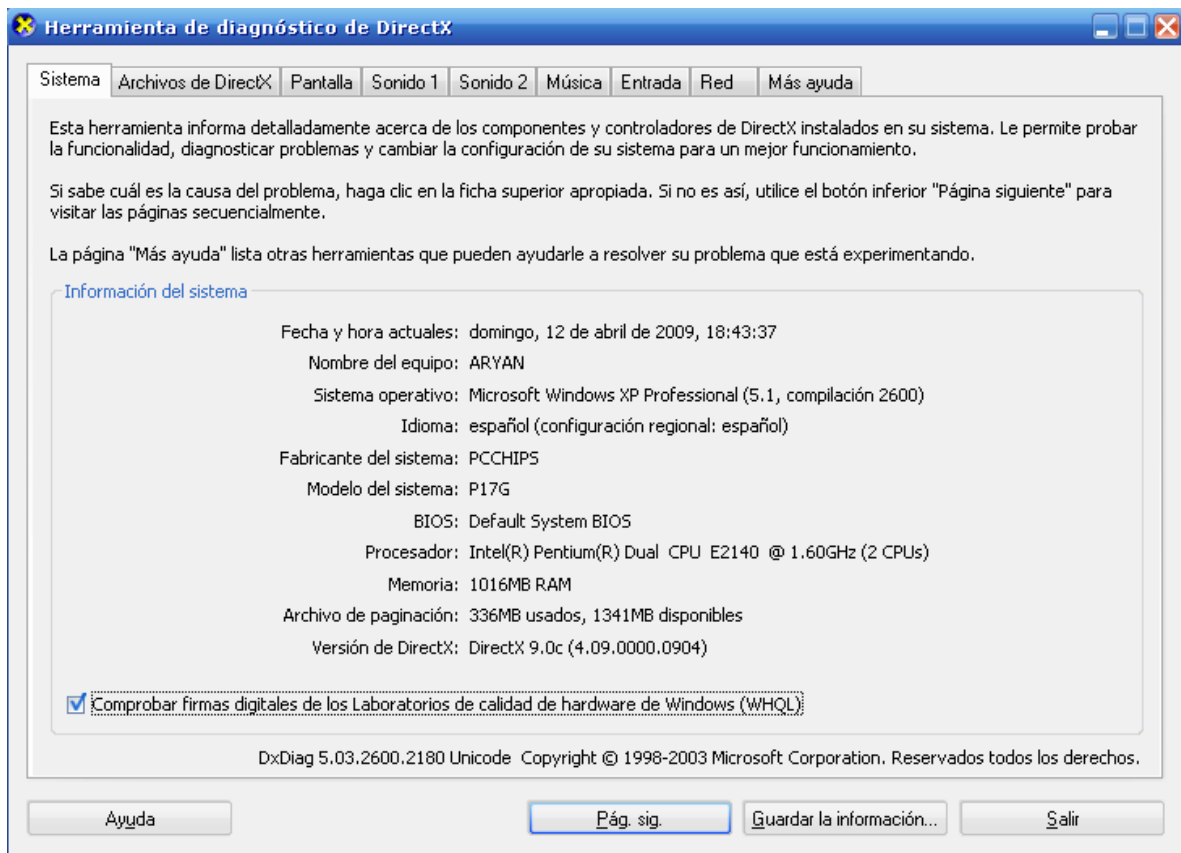 Herramienta de diagnóstico de DirectX
Sistema Archivos de DirectX Pantalla Sonido 1 Sonido 2 Música Entrada Red Más ayuda
Esta herramienta informa detalladamente acerca de los componentes y controladores de DirectX instalados en su sistema. Le permite probar
la funcionalidad, diagnosticar problemas y cambiar la configuración de su sistema para un mejor funcionamiento.
Si sabe cuál es la causa del problema, haga clic en la ficha superior apropiada. Si no es así, utilice el botón inferior "Página siguiente" para
visitar las páginas secuencialmente.
La página "Más ayuda" lista otras herramientas que pueden ayudarle a resolver su problema que está experimentando.
Información del sistema
Fecha y hora actuales: domingo, 12 de abril de 2009, 18:43:37
Nombre del equipo: ARYAN
Sistema operativo: Microsoft Windows XP Professional (5.1, compilación 2600)
Idioma: español (configuración regional: español)
Fabricante del sistema: PCCHIPS
Modelo del sistema: P17G
BIOS: Default System BIOS
Procesador: Intel(R) Pentium(R) Dual CPU E2140 @ 1.60GHz (2 CPUs)
Memoria: 1016MB RAM
Archivo de paginación: 336MB usados, 1341MB disponibles
Versión de DirectX: DirectX 9.0c (4.09.0000.0904)
Comprobar firmas digitales de los Laboratorios de calidad de hardware de Windows (WHQL)
DxDiag 5.03.2600.2180 Unicode Copyright © 1998-2003 Microsoft Corporation. Reservados todos los derechos.
Ayuda Pág. sig. Guardar la información... Salir